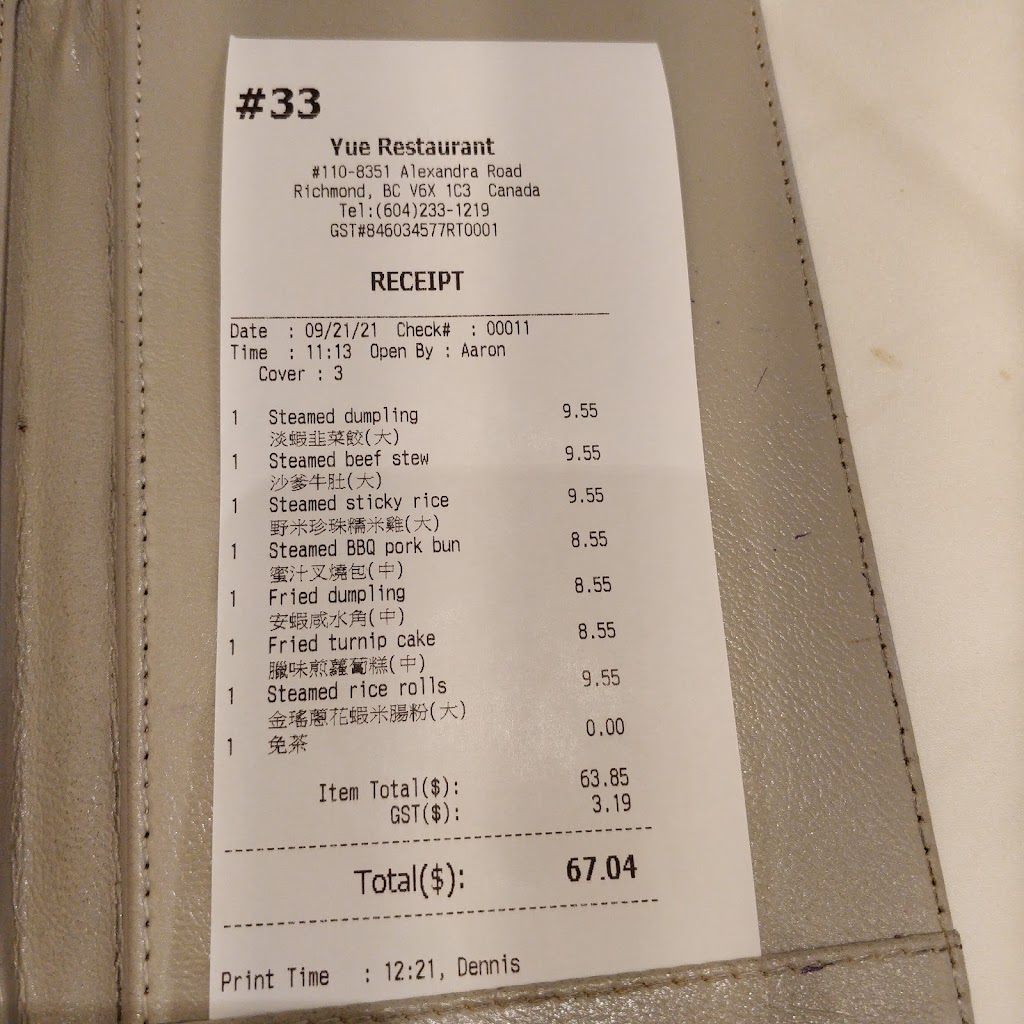 #33
Yue Restaurant
#110-8351 Alexandra Road
Richmond, BC V6X 1C3 Canada
Tel:(604)233-1219
GST#846034577RT0001
RECEIPT
Date : 09/21/21 Check# : 00011
Time : 11:13 Open By : Aaron
Cover : 3
1 Steamed dumpling 9.55
淡蝦韭菜餃(大)
1 Steamed beef stew 9.55
沙爹牛肚(大)
1 Steamed sticky rice 9.55
野米珍珠糯米雞(大)
1 Steamed BBQ pork bun 8.55
蜜汁叉燒包(中)
1 Fried dumpling 8.55
安蝦咸水角(中)
1 Fried turnip cake 8.55
臘味煎蘿蔔糕(中)
1 Steamed rice rolls 9.55
金瑤蔥花蝦米腸粉(大)
1 免茶 0.00
Item Total($): 63.85
GST($): 3.19
Total($): 67.04
Print Time : 12:21, Dennis